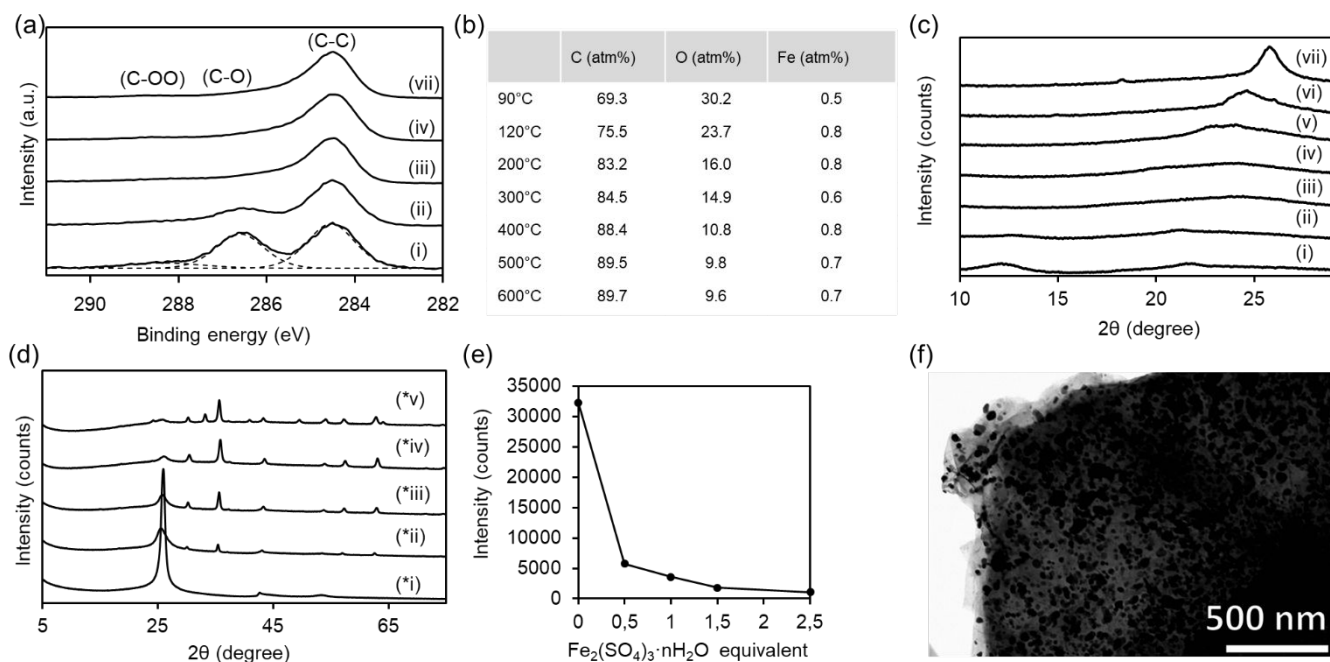 (a)
(C-C)
(C-OO)
(C-O)
(vii)
(iv)
(iii)
(ii)
(i)
Intensity (a.u.)
290 288 286 284 282
Binding energy (eV)
(b)
C (atm%) O (atm%) Fe (atm%)
90°C 69.3 30.2 0.5
120°C 75.5 23.7 0.8
200°C 83.2 16.0 0.8
300°C 84.5 14.9 0.6
400°C 88.4 10.8 0.8
500°C 89.5 9.8 0.7
600°C 89.7 9.6 0.7
(c)
(vii)
(vi)
(v)
(iv)
(iii)
(ii)
(i)
Intensity (counts)
10 15 20 25
2θ (degree)
(d)
(*v)
(*iv)
(*iii)
(*ii)
(*i)
Intensity (counts)
5 25 45 65
2θ (degree)
(e)
35000
30000
25000
20000
15000
10000
5000
0
Intensity (counts)
0 0,5 1 1,5 2 2,5
Fe₂(SO₄)₃·nH₂O equivalent
(f)
500 nm